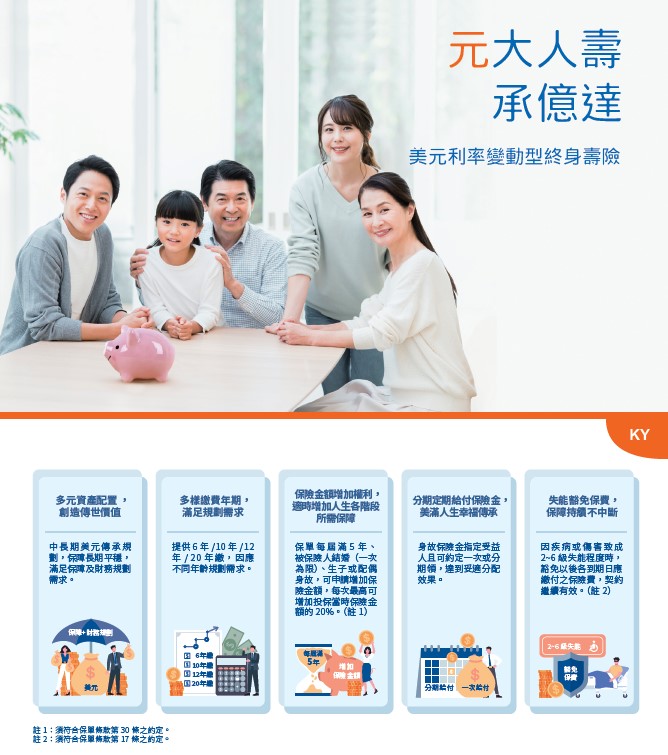 元大人壽
承億達
美元利率變動型終身壽險
KY
多元資產配置，
創造傳世價值
中長期美元傳承規
劃，保障長期平穩，
滿足保障及財務規劃
需求。
保障+財務規劃
美元
多樣繳費年期，
滿足規劃需求
提供 6 年 /10 年 /12
年 / 20 年繳，因應
不同年齡規劃需求。
6年繳
10年繳
12年繳
20年繳
保險金額增加權利，
適時增加人生各階段
所需保障
保單每屆滿 5 年、
被保險人結婚（一次
為限）、生子或配偶
身故，可申請增加保
險金額，每次最高可
增加投保當時保險金
額的 20%。（註 1）
每屆滿
5年
增加
保險金額
分期定期給付保險金，
美滿人生幸福傳承
身故保險金指定受益
人且可約定一次或分
期領，達到妥適分配
效果。
分期給付
一次給付
失能豁免保費，
保障持續不中斷
因疾病或傷害致成
2~6 級失能程度時，
豁免以後各到期日應
繳付之保險費，契約
繼續有效。（註 2）
2~6 級失能
豁免
保費
註 1：須符合保單條款第 30 條之約定。
註 2：須符合保單條款第 17 條之約定。